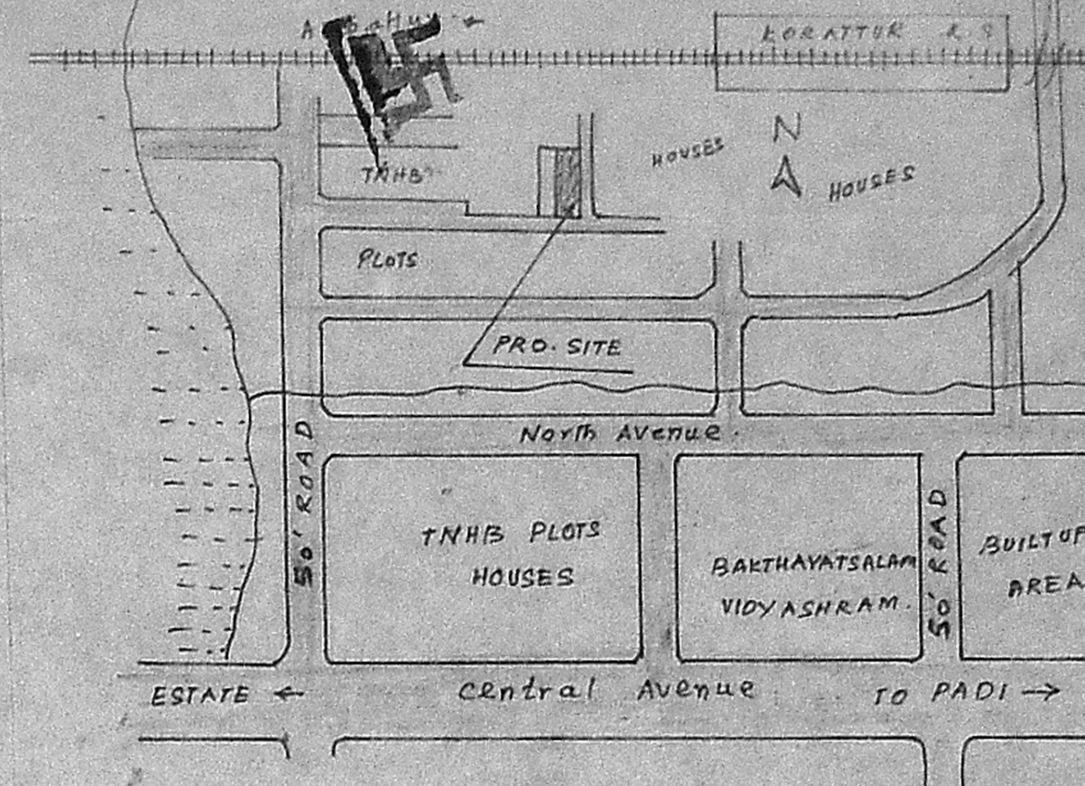 KORATTUR R.S
N
HOUSES
HOUSES
TNHB
PLOTS
PRO. SITE
North Avenue
50' ROAD
TNHB PLOTS
HOUSES
BAKTHAVATSALAM
VIDYASHRAM.
50' ROAD
BUILT UP
AREA
ESTATE ←
Central Avenue
TO PADI →